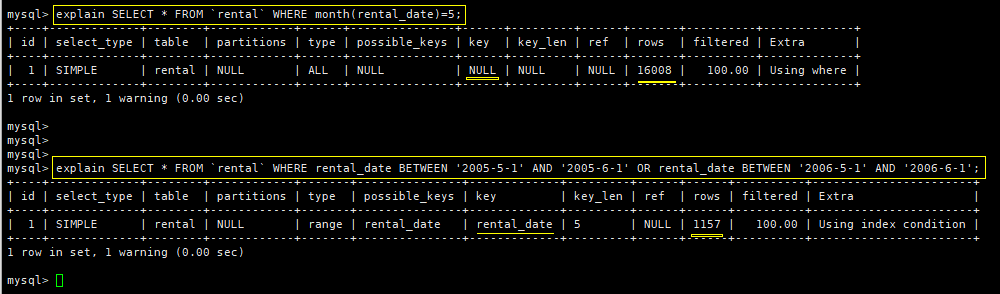 mysql> explain SELECT * FROM `rental` WHERE month(rental_date)=5;
+----+-------------+--------+------------+------+---------------+------+---------+------+-------+----------+-------------+
| id | select_type | table | partitions | type | possible_keys | key | key_len | ref | rows | filtered | Extra |
+----+-------------+--------+------------+------+---------------+------+---------+------+-------+----------+-------------+
| 1 | SIMPLE | rental | NULL | ALL | NULL | NULL | NULL | NULL | 16008 | 100.00 | Using where |
+----+-------------+--------+------------+------+---------------+------+---------+------+-------+----------+-------------+
1 row in set, 1 warning (0.00 sec)
mysql>
mysql>
mysql>
mysql> explain SELECT * FROM `rental` WHERE rental_date BETWEEN '2005-5-1' AND '2005-6-1' OR rental_date BETWEEN '2006-5-1' AND '2006-6-1';
+----+-------------+--------+------------+-------+---------------+-------------+---------+------+------+----------+-----------------------+
| id | select_type | table | partitions | type | possible_keys | key | key_len | ref | rows | filtered | Extra |
+----+-------------+--------+------------+-------+---------------+-------------+---------+------+------+----------+-----------------------+
| 1 | SIMPLE | rental | NULL | range | rental_date | rental_date | 5 | NULL | 1157 | 100.00 | Using index condition |
+----+-------------+--------+------------+-------+---------------+-------------+---------+------+------+----------+-----------------------+
1 row in set, 1 warning (0.00 sec)
mysql>